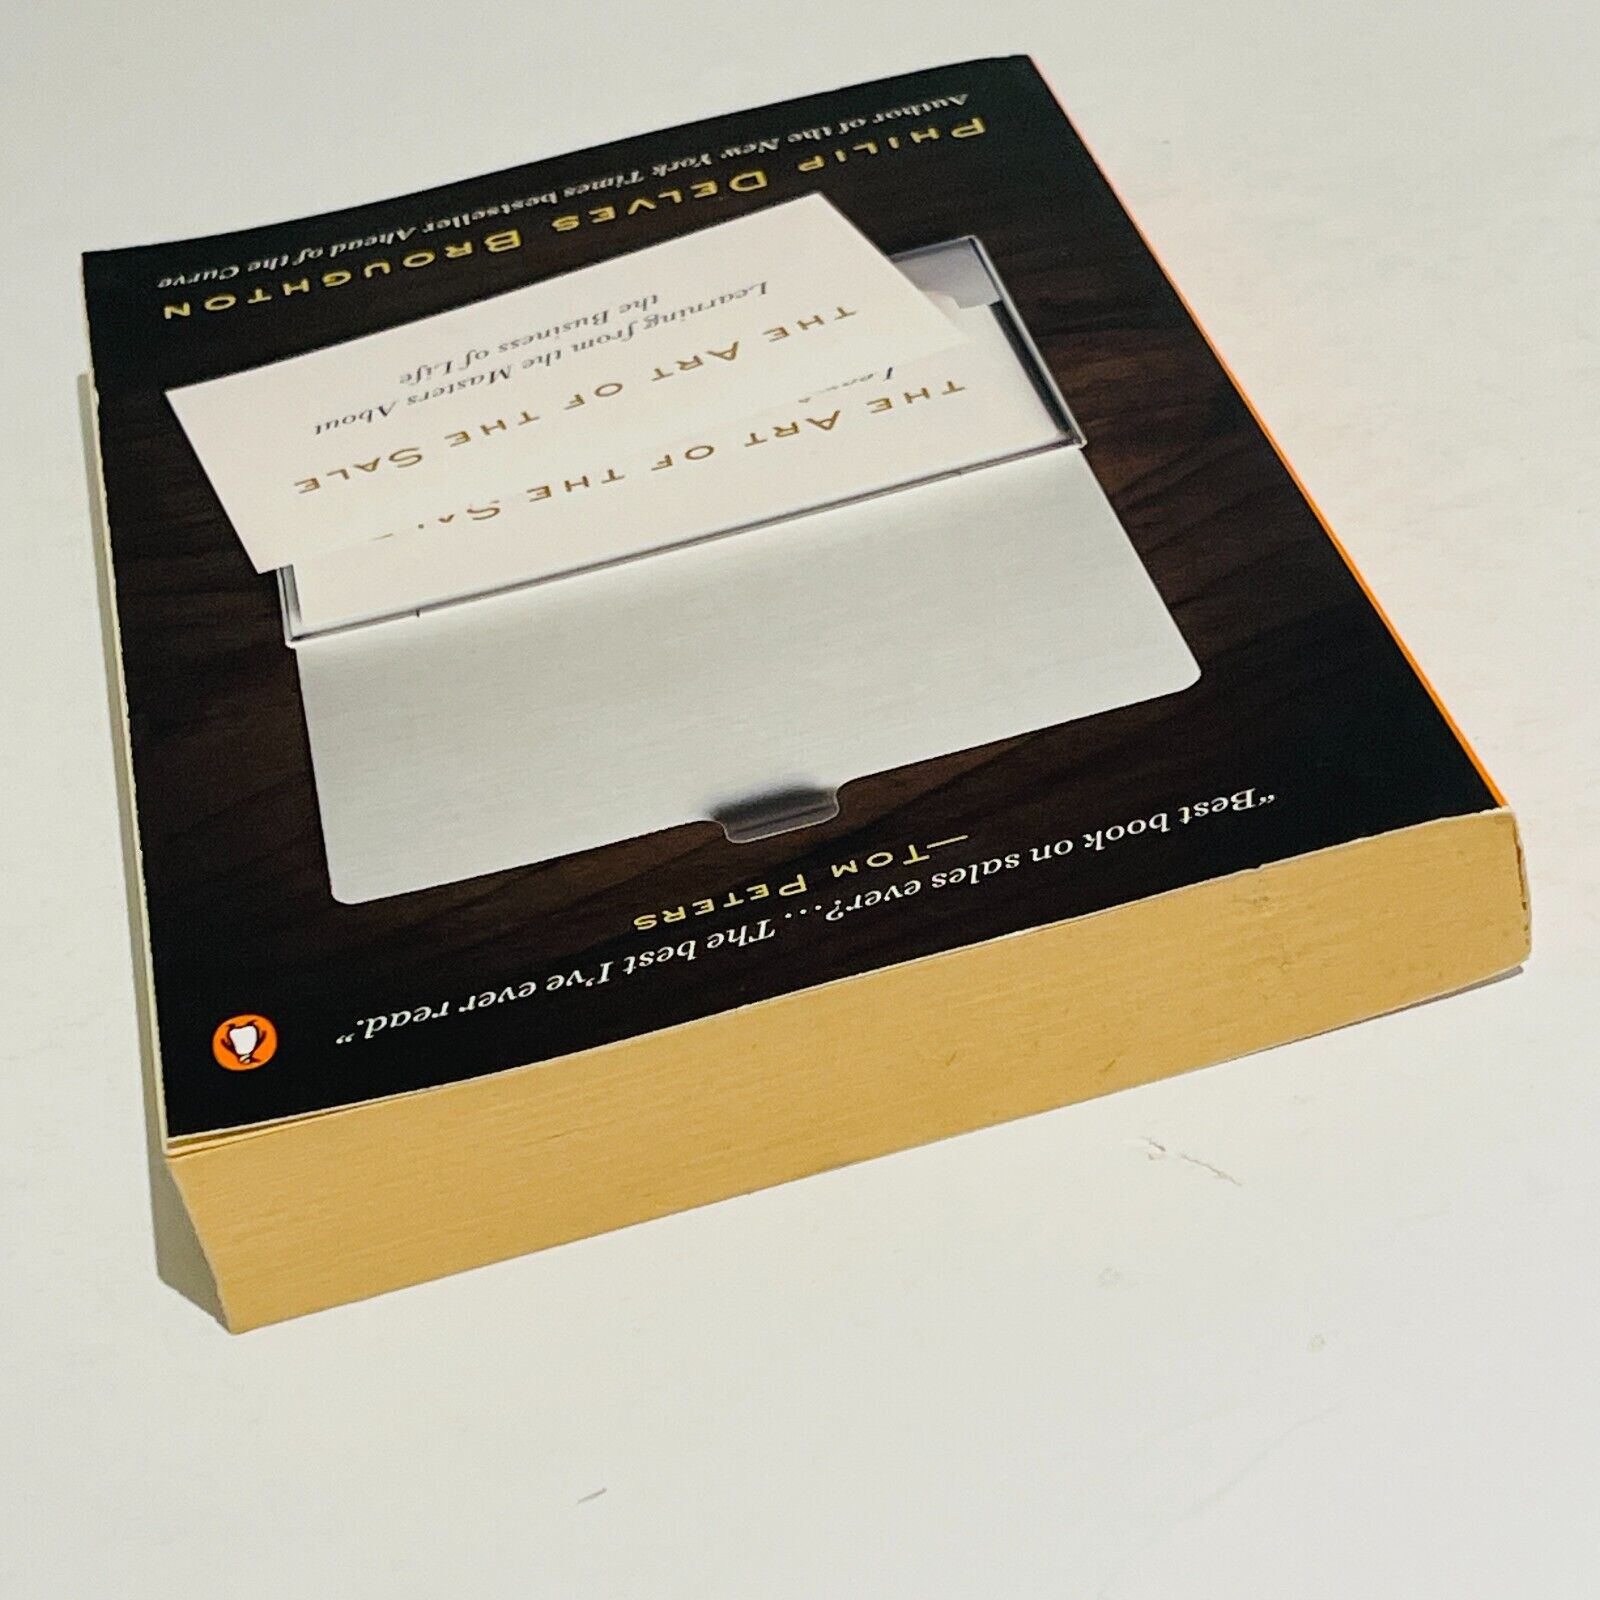 “Best book on sales ever?…The best I’ve ever read.”
—TOM PETERS
THE ART OF THE SA
THE ART OF THE SALE
Learning from the Masters About
the Business of Life
PHILIP DELVES BROUGHTON
Author of the New York Times bestseller Ahead of the Curve